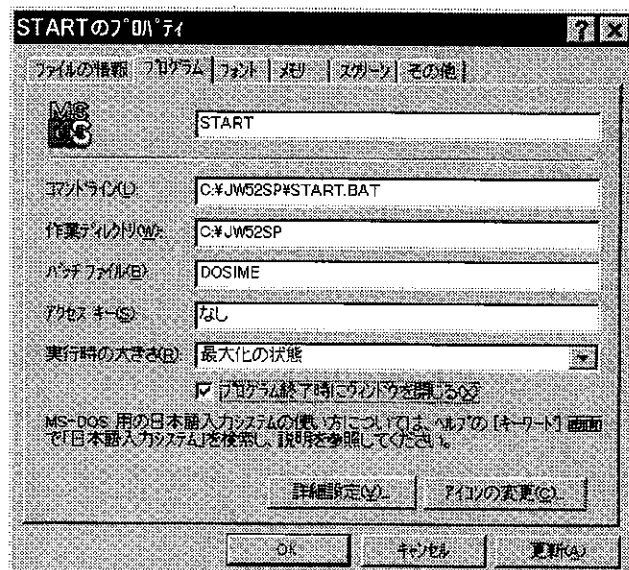 STARTのﾌﾟﾛﾊﾟﾃｨ
ファイルの情報 プログラム フォント メモリ スクリーン その他
MS DOS
START
コマンドライン(L): C:¥JW52SP¥START.BAT
作業ディレクトリ(W): C:¥JW52SP
バッチ ファイル(B): DOSIME
アクセス キー(S): なし
実行時の大きさ(R): 最大化の状態
プログラム終了時にウィンドウを閉じる(X)
MS-DOS 用の日本語入力システムの使い方については、ヘルプの [キーワード] 画面
で「日本語入力システム」を検索し、説明を参照してください。
詳細設定(V)... アイコンの変更(C)...
OK キャンセル 更新(A)